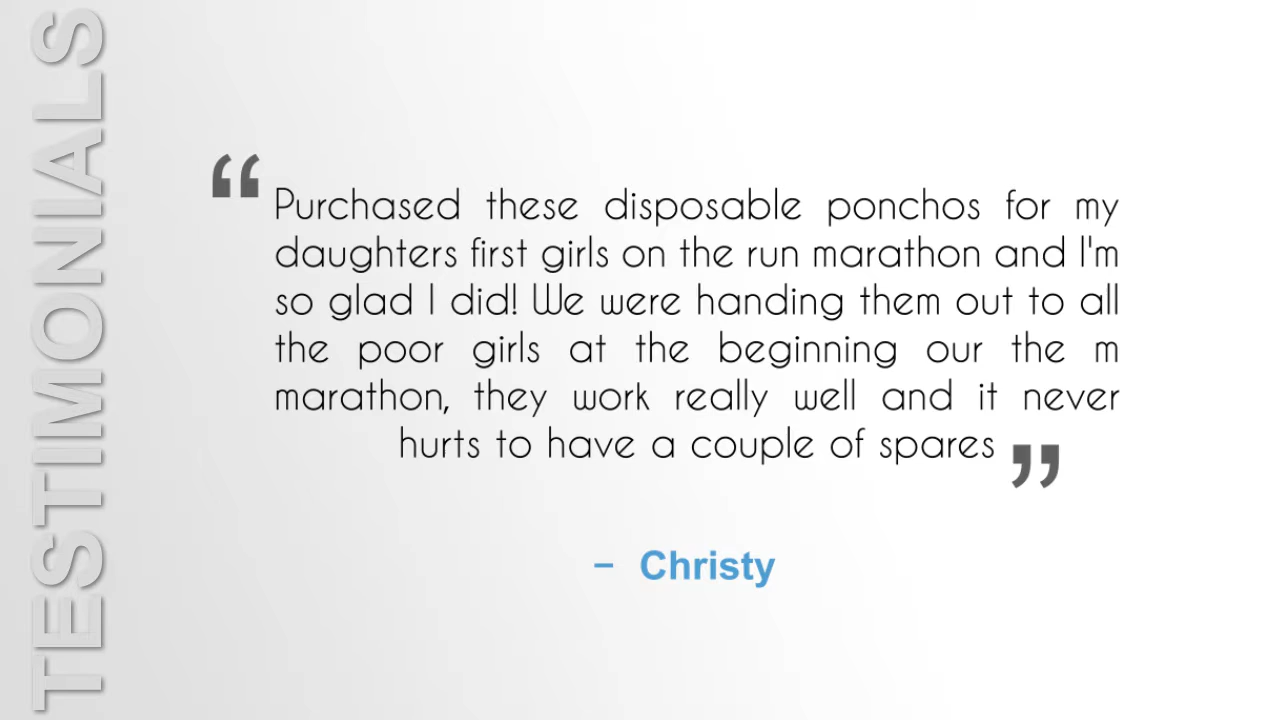 TESTIMONIALS
“Purchased these disposable ponchos for my
daughters first girls on the run marathon and I'm
so glad I did! We were handing them out to all
the poor girls at the beginning our the m
marathon, they work really well and it never
hurts to have a couple of spares”
– Christy